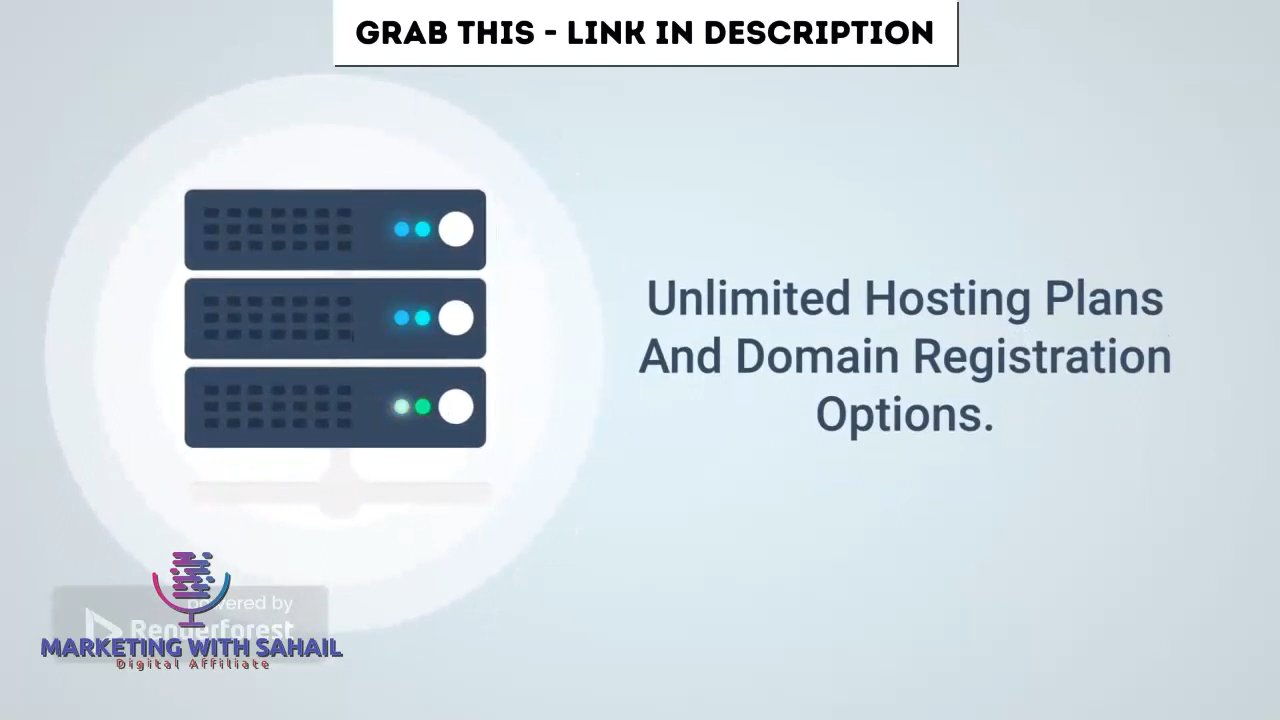 GRAB THIS - LINK IN DESCRIPTION
Unlimited Hosting Plans
And Domain Registration
Options.
powered by
Renderforest
MARKETING WITH SAHAIL
Digital Affiliate